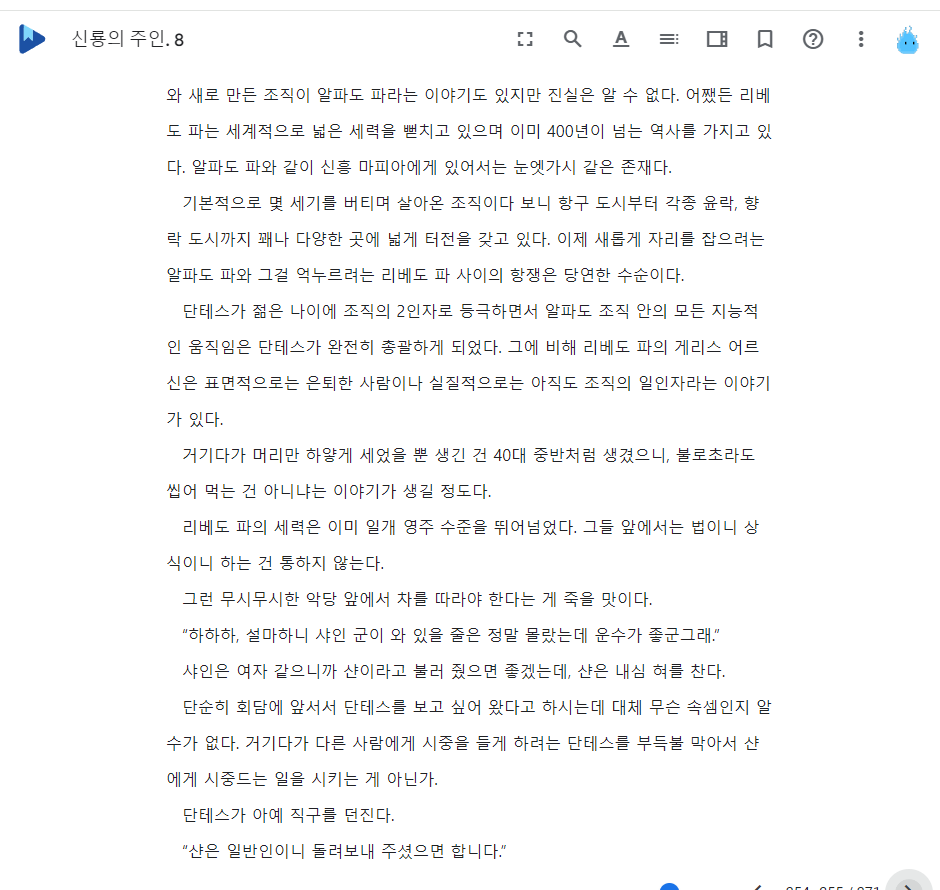 신룡의 주인. 8
와 새로 만든 조직이 알파도 파라는 이야기도 있지만 진실은 알 수 없다. 어쨌든 리베
도 파는 세계적으로 넓은 세력을 뻗치고 있으며 이미 400년이 넘는 역사를 가지고 있
다. 알파도 파와 같이 신흥 마피아에게 있어서는 눈엣가시 같은 존재다.
기본적으로 몇 세기를 버티며 살아온 조직이다 보니 항구 도시부터 각종 윤락, 향
락 도시까지 꽤나 다양한 곳에 넓게 터전을 갖고 있다. 이제 새롭게 자리를 잡으려는
알파도 파와 그걸 억누르려는 리베도 파 사이의 항쟁은 당연한 수순이다.
단테스가 젊은 나이에 조직의 2인자로 등극하면서 알파도 조직 안의 모든 지능적
인 움직임은 단테스가 완전히 총괄하게 되었다. 그에 비해 리베도 파의 게리스 어르
신은 표면적으로는 은퇴한 사람이나 실질적으로는 아직도 조직의 일인자라는 이야기
가 있다.
거기다가 머리만 하얗게 세었을 뿐 생긴 건 40대 중반처럼 생겼으니, 불로초라도
씹어 먹는 건 아니냐는 이야기가 생길 정도다.
리베도 파의 세력은 이미 일개 영주 수준을 뛰어넘었다. 그들 앞에서는 법이니 상
식이니 하는 건 통하지 않는다.
그런 무시무시한 악당 앞에서 차를 따라야 한다는 게 죽을 맛이다.
“하하하, 설마하니 샤인 군이 와 있을 줄은 정말 몰랐는데 운수가 좋군그래.”
샤인은 여자 같으니까 샨이라고 불러 줬으면 좋겠는데, 샨은 내심 혀를 찬다.
단순히 회담에 앞서서 단테스를 보고 싶어 왔다고 하시는데 대체 무슨 속셈인지 알
수가 없다. 거기다가 다른 사람에게 시중을 들게 하려는 단테스를 부득불 막아서 샨
에게 시중드는 일을 시키는 게 아닌가.
단테스가 아예 직구를 던진다.
“샨은 일반인이니 돌려보내 주셨으면 합니다.”